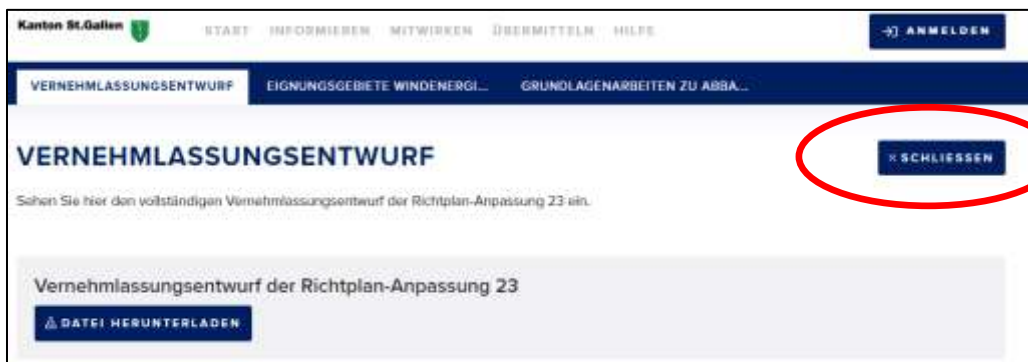 Kanton St.Gallen
START INFORMIEREN MITWIRKEN ÜBERMITTELN HILFE
ANMELDEN
VERNEHMLASSUNGSENTWURF EIGNUNGSGEBIETE WINDENERGI... GRUNDLAGENARBEITEN ZU ABBA...
VERNEHMLASSUNGSENTWURF
× SCHLIESSEN
Sehen Sie hier den vollständigen Vernehmlassungsentwurf der Richtplan-Anpassung 23 ein.
Vernehmlassungsentwurf der Richtplan-Anpassung 23
DATEI HERUNTERLADEN